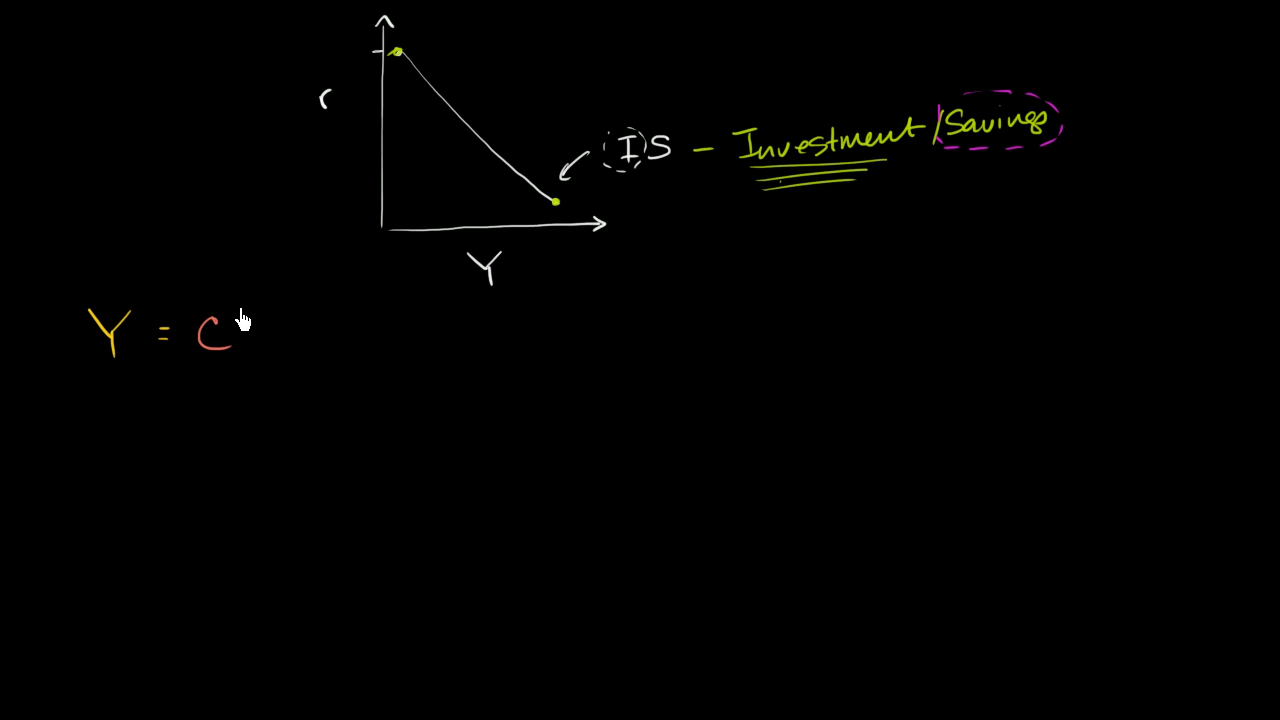 r
IS - Investment/Savings
Y
Y = C